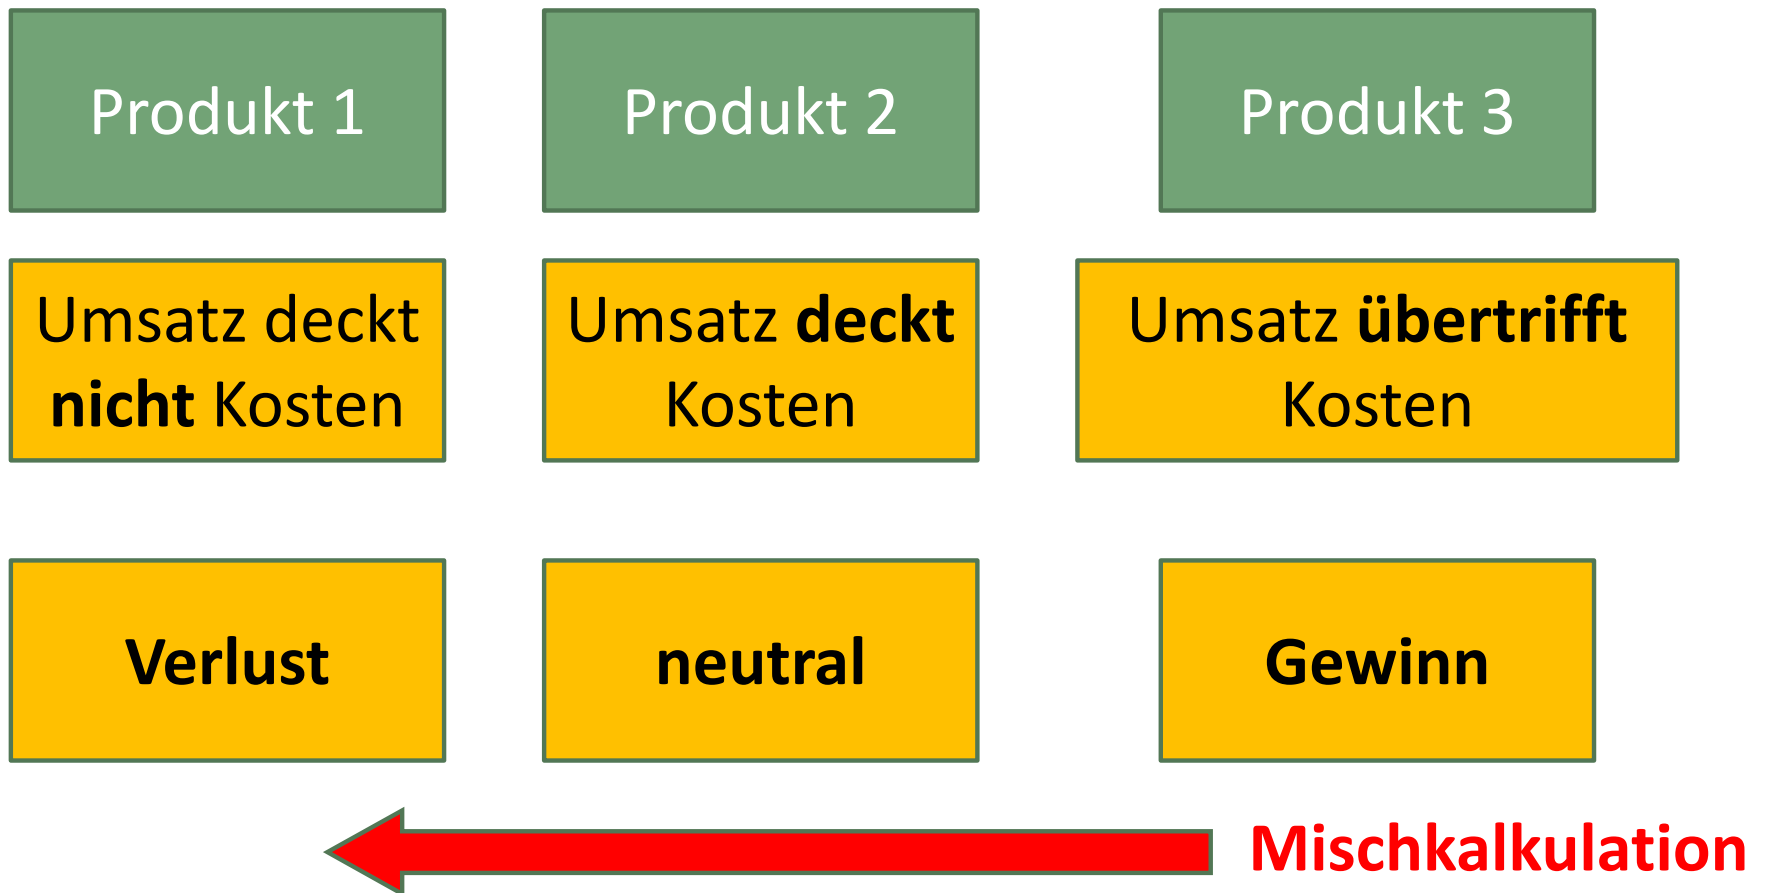 Produkt 1
Produkt 2
Produkt 3
Umsatz deckt
nicht Kosten
Umsatz deckt
Kosten
Umsatz übertrifft
Kosten
Verlust
neutral
Gewinn
Mischkalkulation